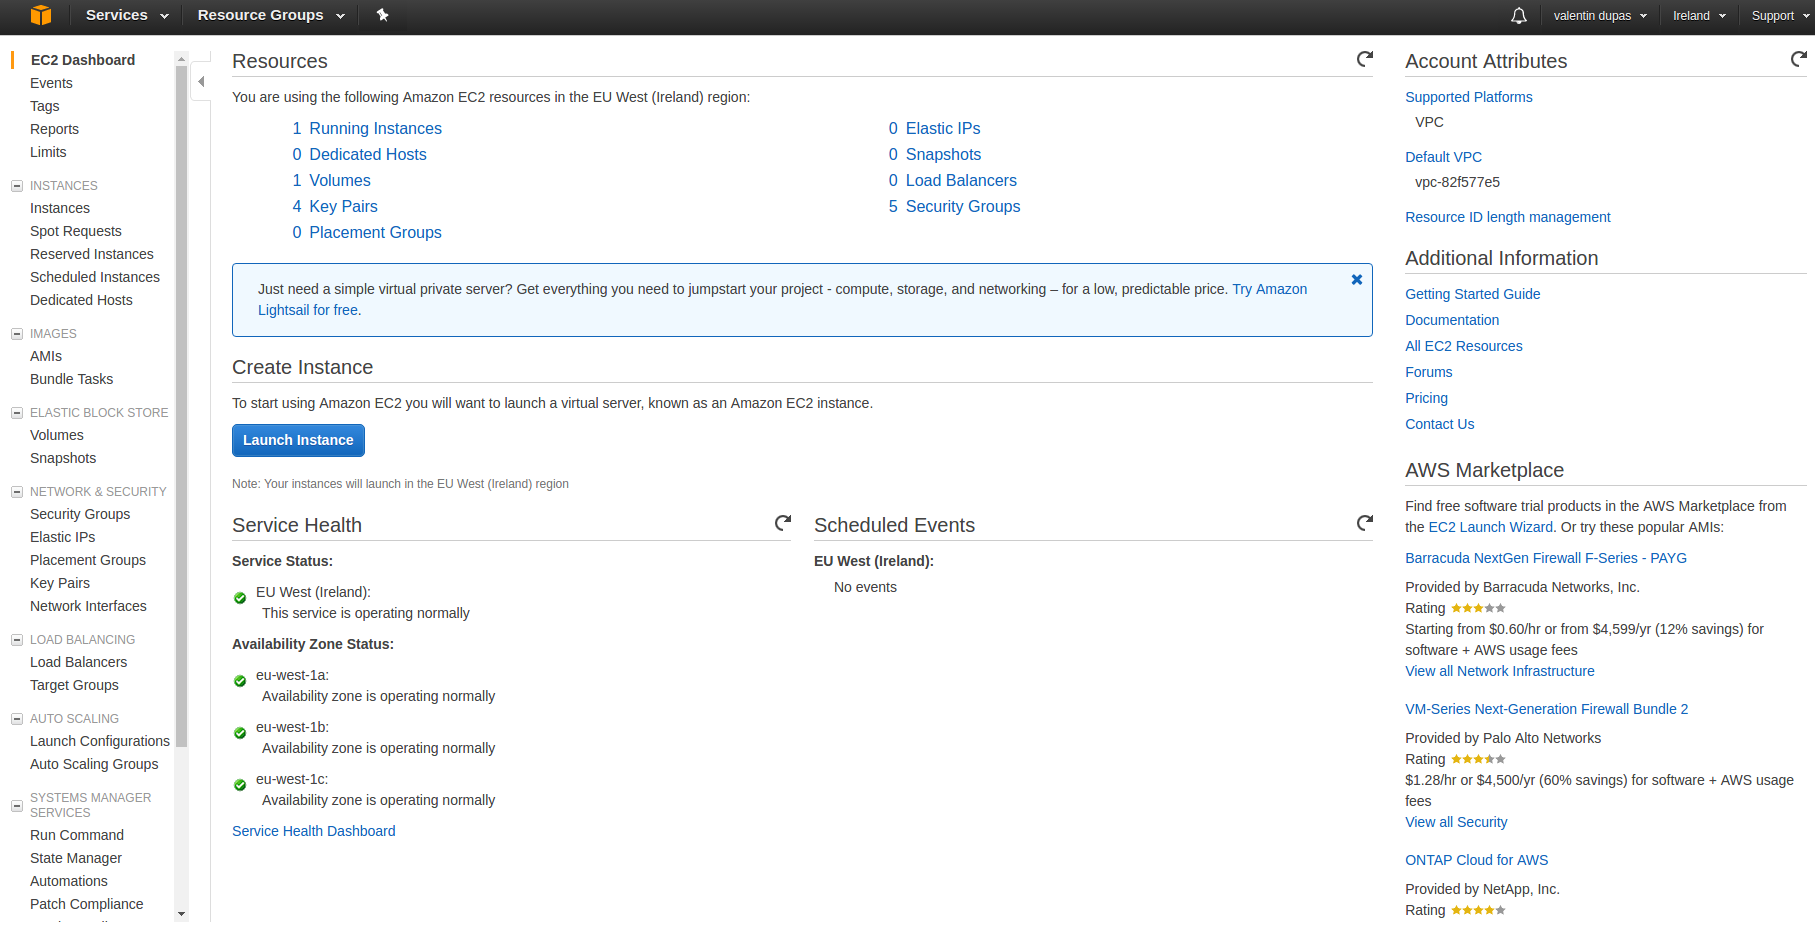 Services
Resource Groups
valentin dupas
Ireland
Support
EC2 Dashboard
Events
Tags
Reports
Limits
INSTANCES
Instances
Spot Requests
Reserved Instances
Scheduled Instances
Dedicated Hosts
IMAGES
AMIs
Bundle Tasks
ELASTIC BLOCK STORE
Volumes
Snapshots
NETWORK & SECURITY
Security Groups
Elastic IPs
Placement Groups
Key Pairs
Network Interfaces
LOAD BALANCING
Load Balancers
Target Groups
AUTO SCALING
Launch Configurations
Auto Scaling Groups
SYSTEMS MANAGER
SERVICES
Run Command
State Manager
Automations
Patch Compliance
Resources
You are using the following Amazon EC2 resources in the EU West (Ireland) region:
1 Running Instances
0 Dedicated Hosts
1 Volumes
4 Key Pairs
0 Placement Groups
0 Elastic IPs
0 Snapshots
0 Load Balancers
5 Security Groups
Just need a simple virtual private server? Get everything you need to jumpstart your project - compute, storage, and networking – for a low, predictable price. Try Amazon
Lightsail for free.
Create Instance
To start using Amazon EC2 you will want to launch a virtual server, known as an Amazon EC2 instance.
Launch Instance
Note: Your instances will launch in the EU West (Ireland) region
Service Health
Service Status:
EU West (Ireland):
This service is operating normally
Availability Zone Status:
eu-west-1a:
Availability zone is operating normally
eu-west-1b:
Availability zone is operating normally
eu-west-1c:
Availability zone is operating normally
Service Health Dashboard
Scheduled Events
EU West (Ireland):
No events
Account Attributes
Supported Platforms
VPC
Default VPC
vpc-82f577e5
Resource ID length management
Additional Information
Getting Started Guide
Documentation
All EC2 Resources
Forums
Pricing
Contact Us
AWS Marketplace
Find free software trial products in the AWS Marketplace from
the EC2 Launch Wizard. Or try these popular AMIs:
Barracuda NextGen Firewall F-Series - PAYG
Provided by Barracuda Networks, Inc.
Rating
Starting from $0.60/hr or from $4,599/yr (12% savings) for
software + AWS usage fees
View all Network Infrastructure
VM-Series Next-Generation Firewall Bundle 2
Provided by Palo Alto Networks
Rating
$1.28/hr or $4,500/yr (60% savings) for software + AWS usage
fees
View all Security
ONTAP Cloud for AWS
Provided by NetApp, Inc.
Rating